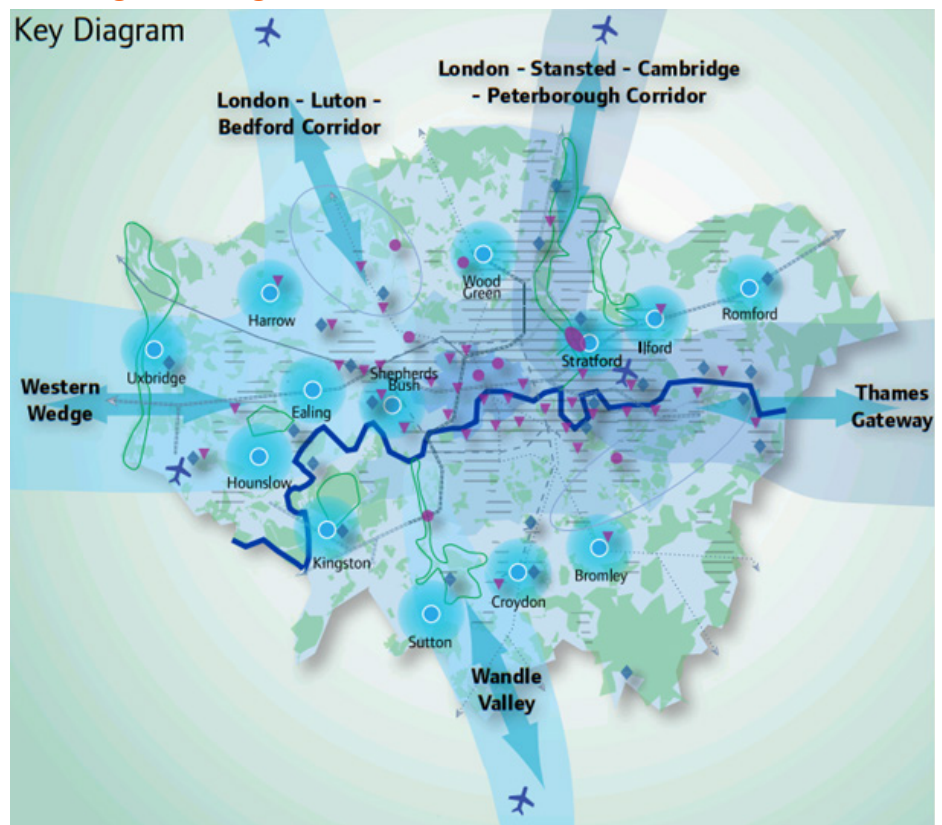 Key Diagram
London - Stansted - Cambridge
- Peterborough Corridor
London - Luton -
Bedford Corridor
Wood
Green
Harrow
Romford
Ilford
Stratford
Uxbridge
Shepherds
Bush
Western
Wedge
Ealing
Thames
Gateway
Hounslow
Kingston
Bromley
Croydon
Sutton
Wandle
Valley